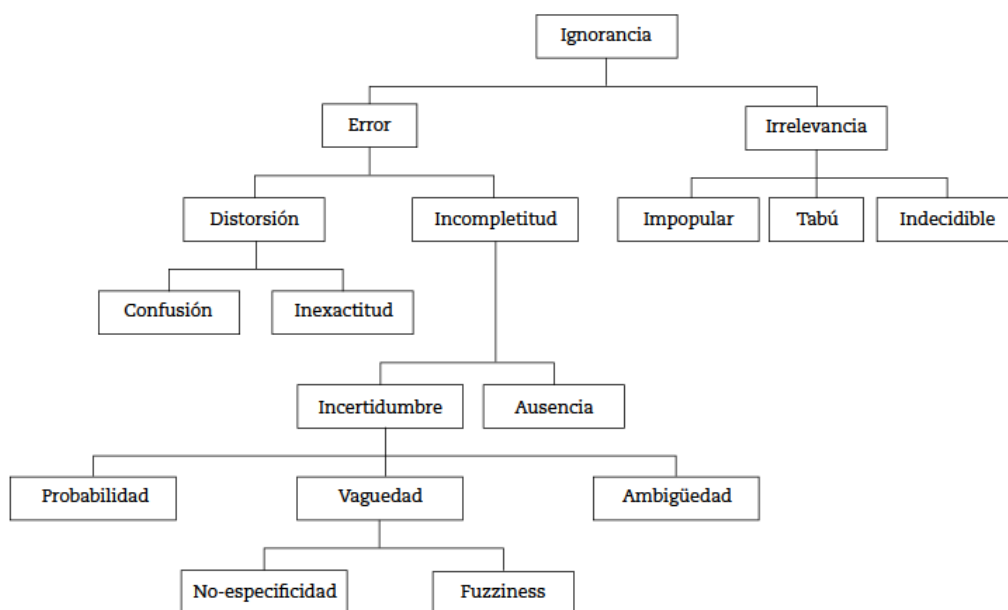 Ignorancia
Error
Irrelevancia
Distorsión
Incompletitud
Impopular
Tabú
Indecidible
Confusión
Inexactitud
Incertidumbre
Ausencia
Probabilidad
Vaguedad
Ambigüedad
No-especificidad
Fuzziness